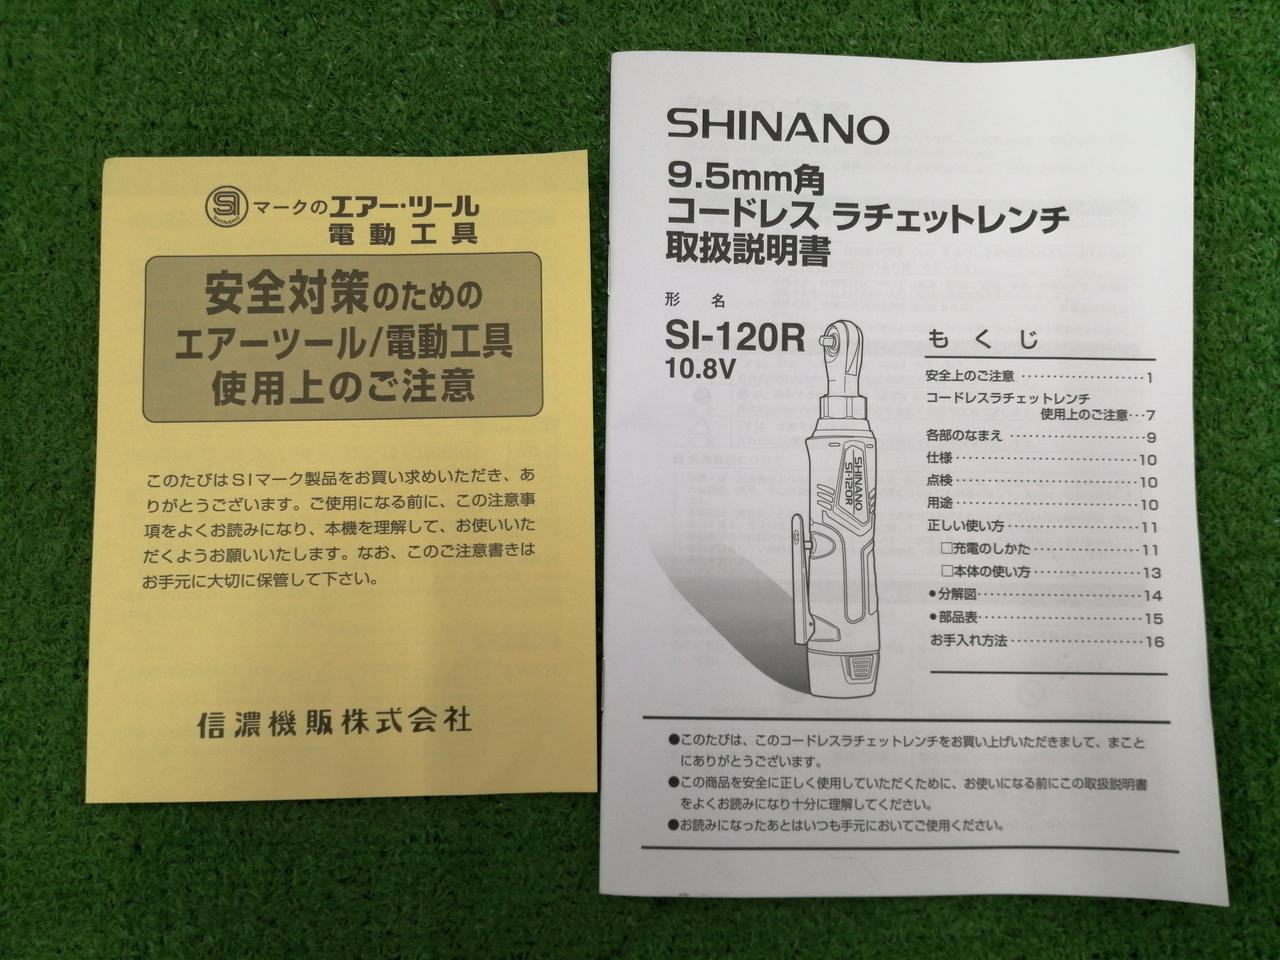 SI
SHINANO
マークのエアー・ツール
電動工具
安全対策のための
エアーツール/電動工具
使用上のご注意
このたびはSIマーク製品をお買い求めいただき、あ
りがとうございます。ご使用になる前に、この注意事
項をよくお読みになり、本機を理解して、お使いいた
だくようお願いいたします。なお、このご注意書きは
お手元に大切に保管して下さい。
信濃機販株式会社
SHINANO
9.5mm角
コードレス ラチェットレンチ
取扱説明書
形 名
SI-120R
10.8V
SHINANO
SI-120R
もくじ
安全上のご注意 ··················1
コードレスラチェットレンチ
使用上のご注意···7
各部のなまえ ····················9
仕様····························10
点検····························10
用途····························10
正しい使い方 ····················11
□充電のしかた··················11
□本体の使い方··················13
●分解図························14
●部品表························15
お手入れ方法····················16
●このたびは、このコードレスラチェットレンチをお買い上げいただきまして、まこと
にありがとうございます。
●この商品を安全に正しく使用していただくために、お使いになる前にこの取扱説明書
をよくお読みになり十分に理解してください。
●お読みになったあとはいつも手元においてご使用ください。